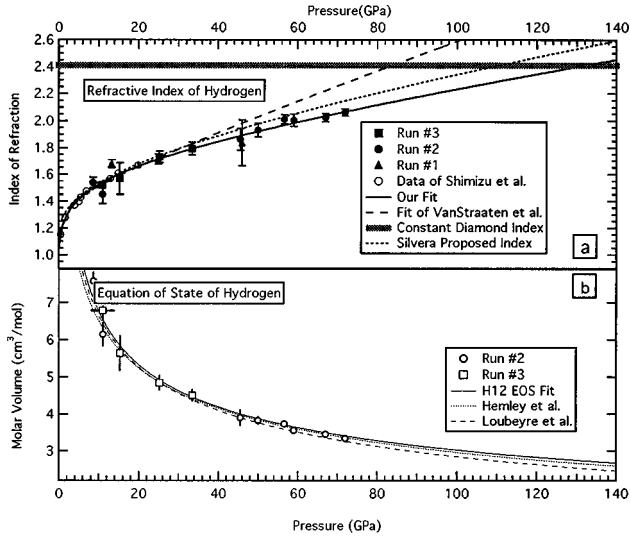 Pressure(GPa)
0 20 40 60 80 100 120 140
2.6
2.4
2.2
2.0
1.8
1.6
1.4
1.2
1.0
Index of Refraction
Refractive Index of Hydrogen
Run #3
Run #2
Run #1
Data of Shimizu et al.
Our Fit
Fit of VanStraaten et al.
Constant Diamond Index
Silvera Proposed Index
a
7
6
5
4
3
Molar Volume (cm³/mol)
Equation of State of Hydrogen
b
Run #2
Run #3
H12 EOS Fit
Hemley et al.
Loubeyre et al.
0 20 40 60 80 100 120 140
Pressure (GPa)